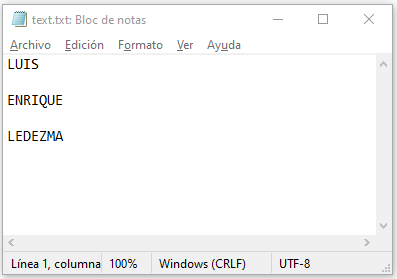 text.txt: Bloc de notas
Archivo Edición Formato Ver Ayuda
LUIS
ENRIQUE
LEDEZMA
Línea 1, columna 100% Windows (CRLF) UTF-8